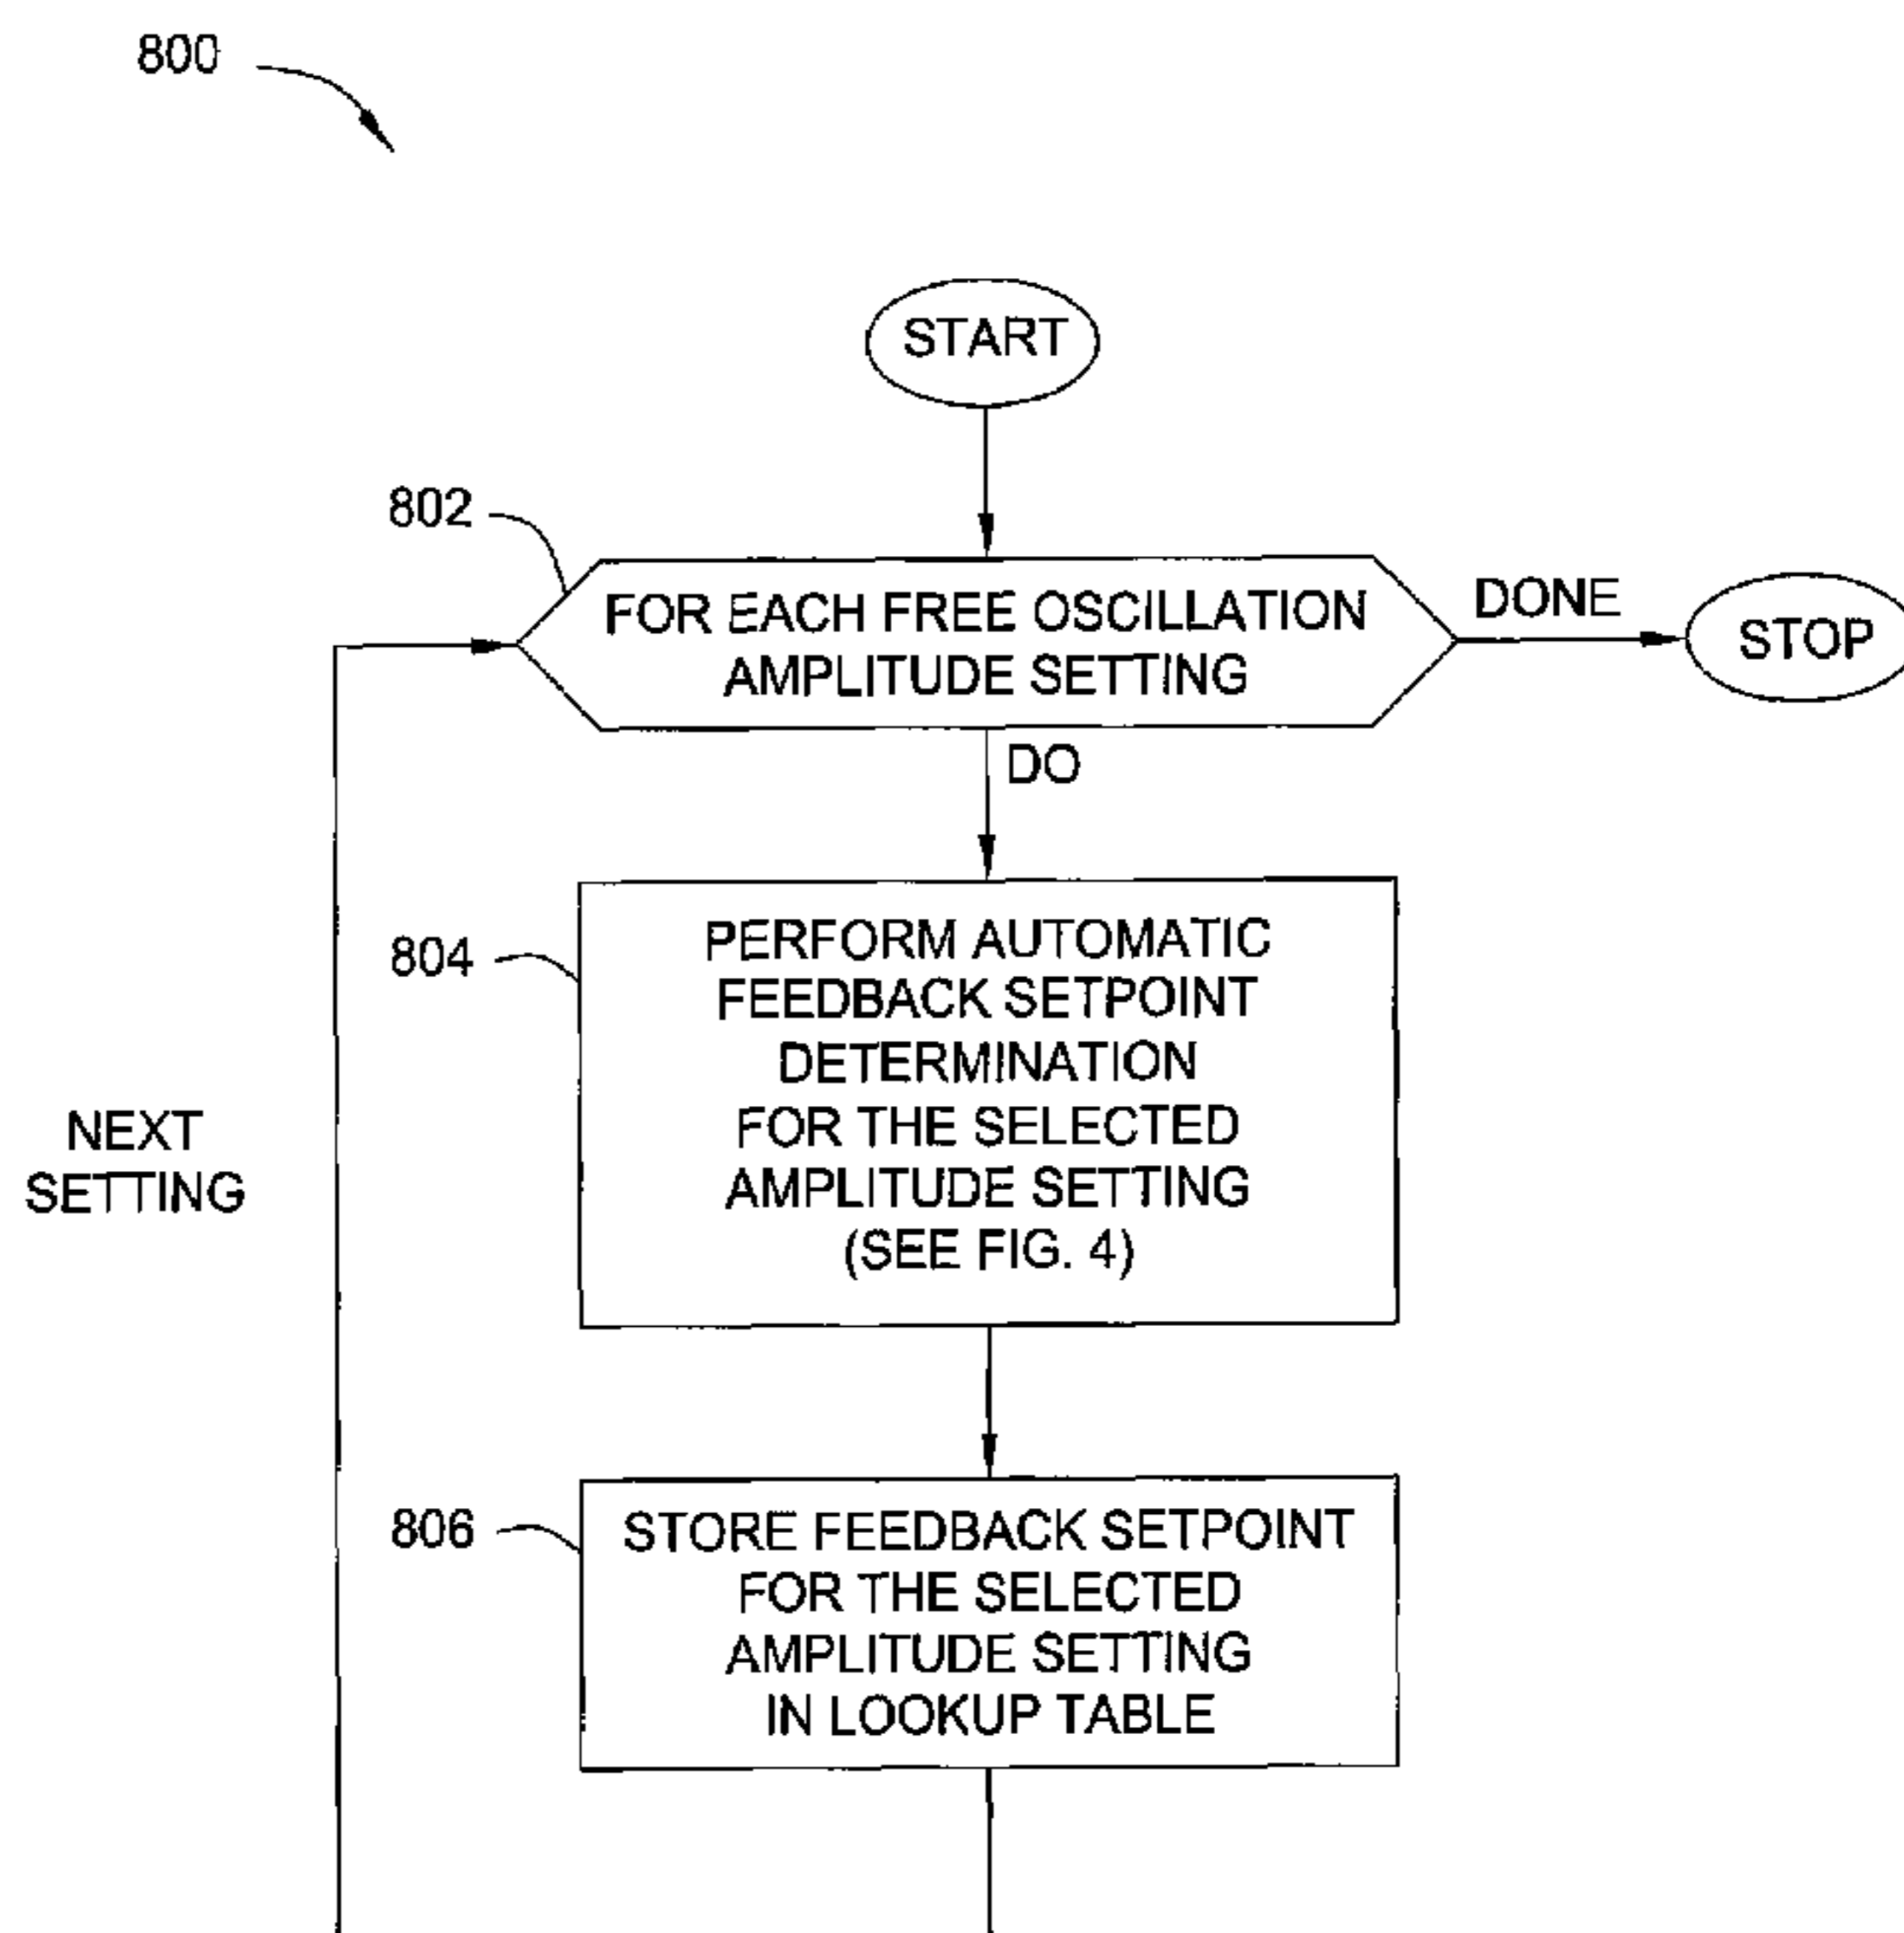 800
START
802
FOR EACH FREE OSCILLATION
AMPLITUDE SETTING
DONE
STOP
DO
804
PERFORM AUTOMATIC
FEEDBACK SETPOINT
DETERMINATION
FOR THE SELECTED
AMPLITUDE SETTING
(SEE FIG. 4)
NEXT
SETTING
806
STORE FEEDBACK SETPOINT
FOR THE SELECTED
AMPLITUDE SETTING
IN LOOKUP TABLE